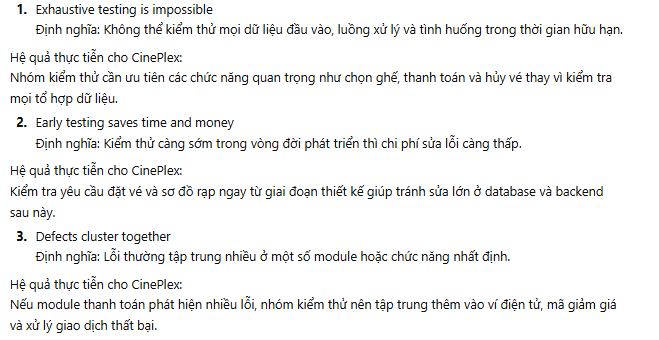 1. Exhaustive testing is impossible
Định nghĩa: Không thể kiểm thử mọi dữ liệu đầu vào, luồng xử lý và tình huống trong thời gian hữu hạn.
Hệ quả thực tiễn cho CinePlex:
Nhóm kiểm thử cần ưu tiên các chức năng quan trọng như chọn ghế, thanh toán và hủy vé thay vì kiểm tra
mọi tổ hợp dữ liệu.
2. Early testing saves time and money
Định nghĩa: Kiểm thử càng sớm trong vòng đời phát triển thì chi phí sửa lỗi càng thấp.
Hệ quả thực tiễn cho CinePlex:
Kiểm tra yêu cầu đặt vé và sơ đồ rạp ngay từ giai đoạn thiết kế giúp tránh sửa lớn ở database và backend
sau này.
3. Defects cluster together
Định nghĩa: Lỗi thường tập trung nhiều ở một số module hoặc chức năng nhất định.
Hệ quả thực tiễn cho CinePlex:
Nếu module thanh toán phát hiện nhiều lỗi, nhóm kiểm thử nên tập trung thêm vào ví điện tử, mã giảm giá
và xử lý giao dịch thất bại.